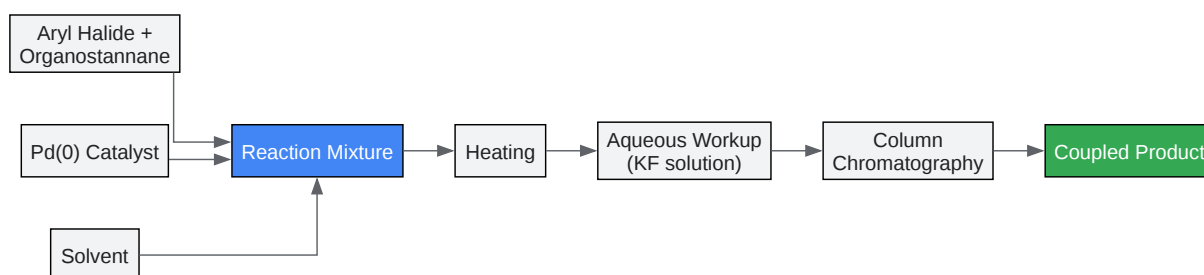 Aryl Halide +
Organostannane
Pd(0) Catalyst
Reaction Mixture
Heating
Aqueous Workup
(KF solution)
Column
Chromatography
Coupled Product
Solvent